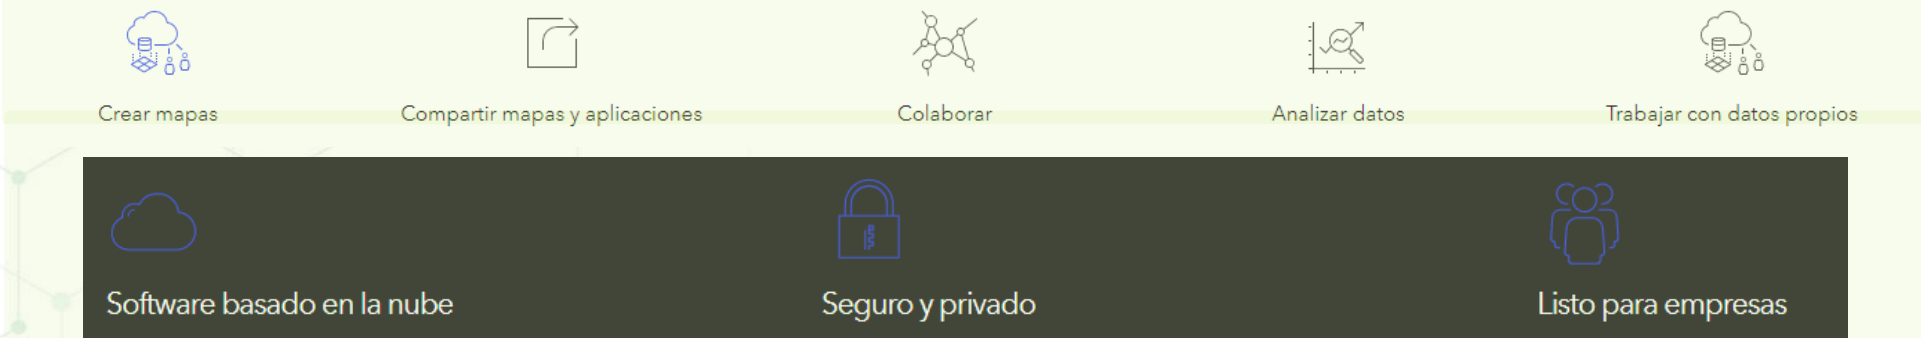 Crear mapas
Compartir mapas y aplicaciones
Colaborar
Analizar datos
Trabajar con datos propios
Software basado en la nube
Seguro y privado
Listo para empresas